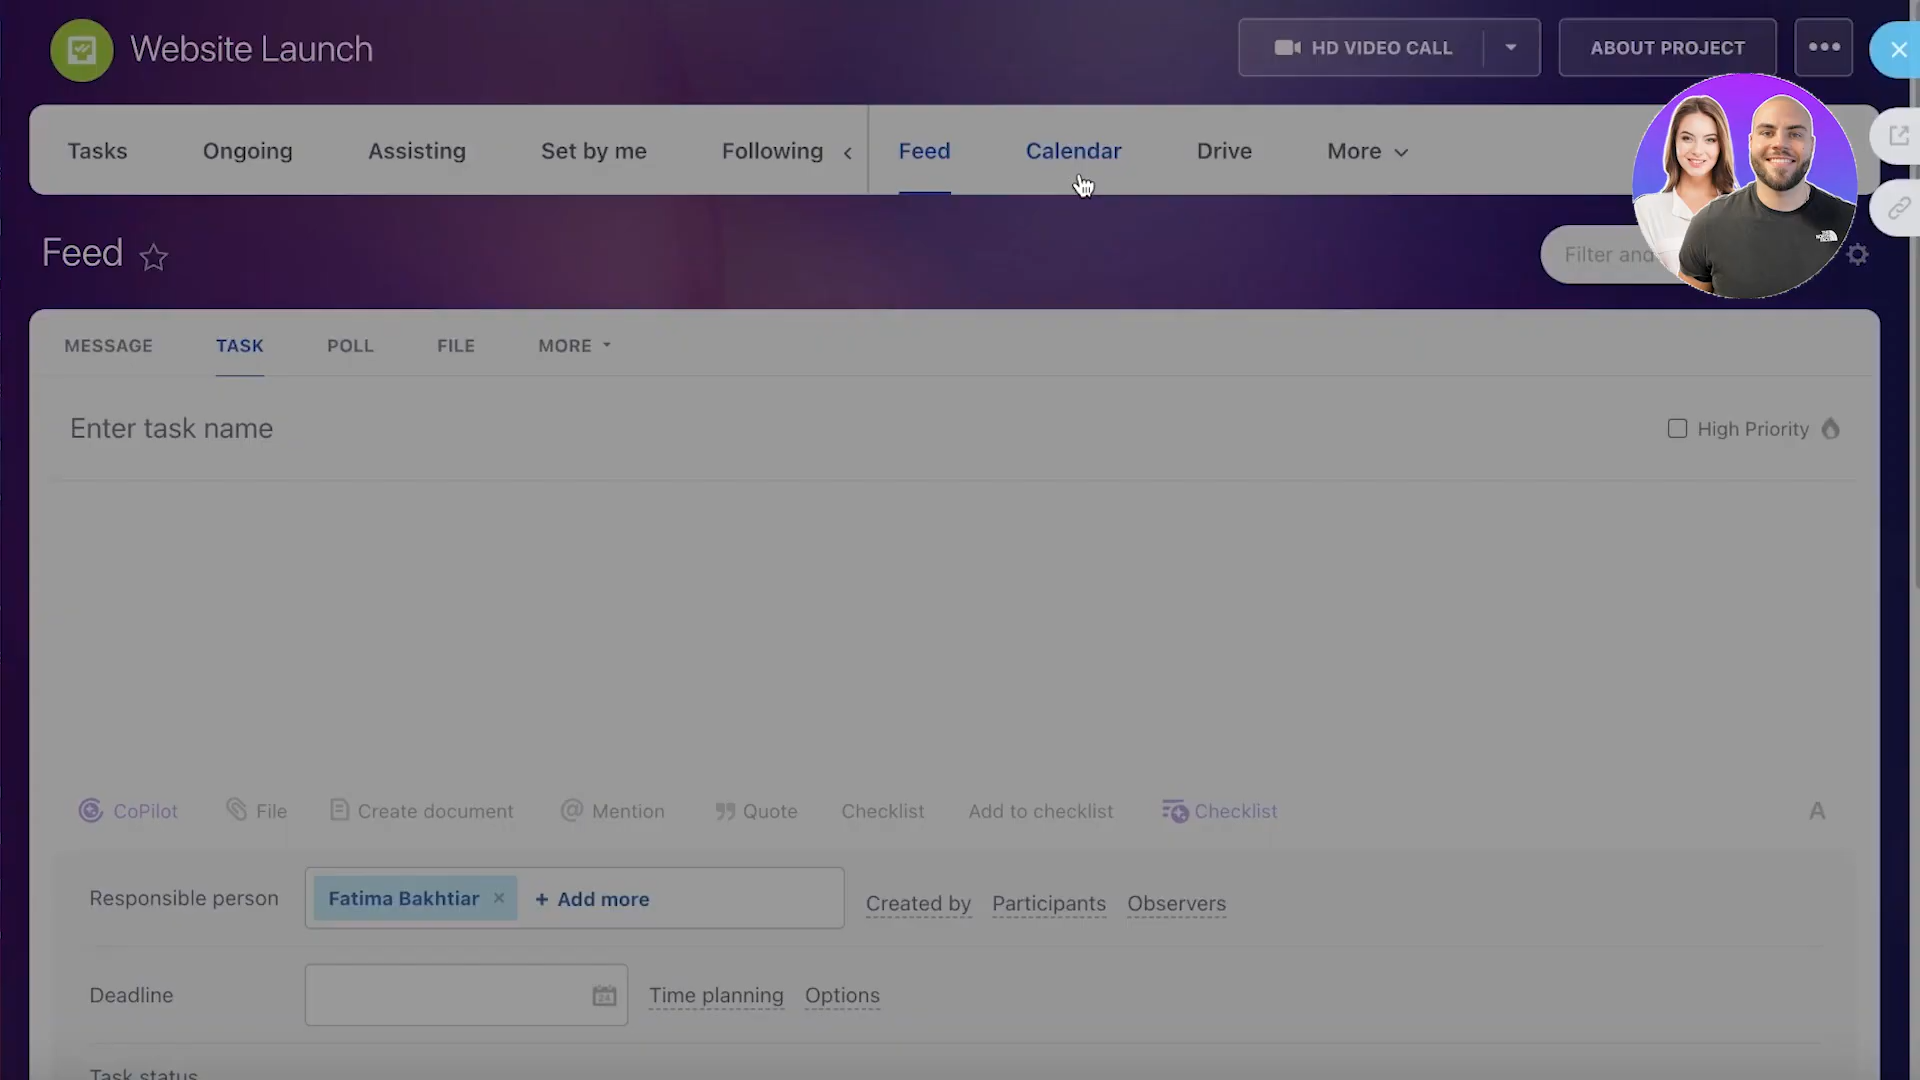 Website Launch
HD VIDEO CALL
ABOUT PROJECT
Tasks Ongoing Assisting Set by me Following Feed Calendar Drive More
Feed
Filter and
MESSAGE TASK POLL FILE MORE
Enter task name
High Priority
CoPilot File Create document Mention Quote Checklist Add to checklist Checklist A
Responsible person Fatima Bakhtiar × + Add more Created by Participants Observers
Deadline 24 Time planning Options
Task status